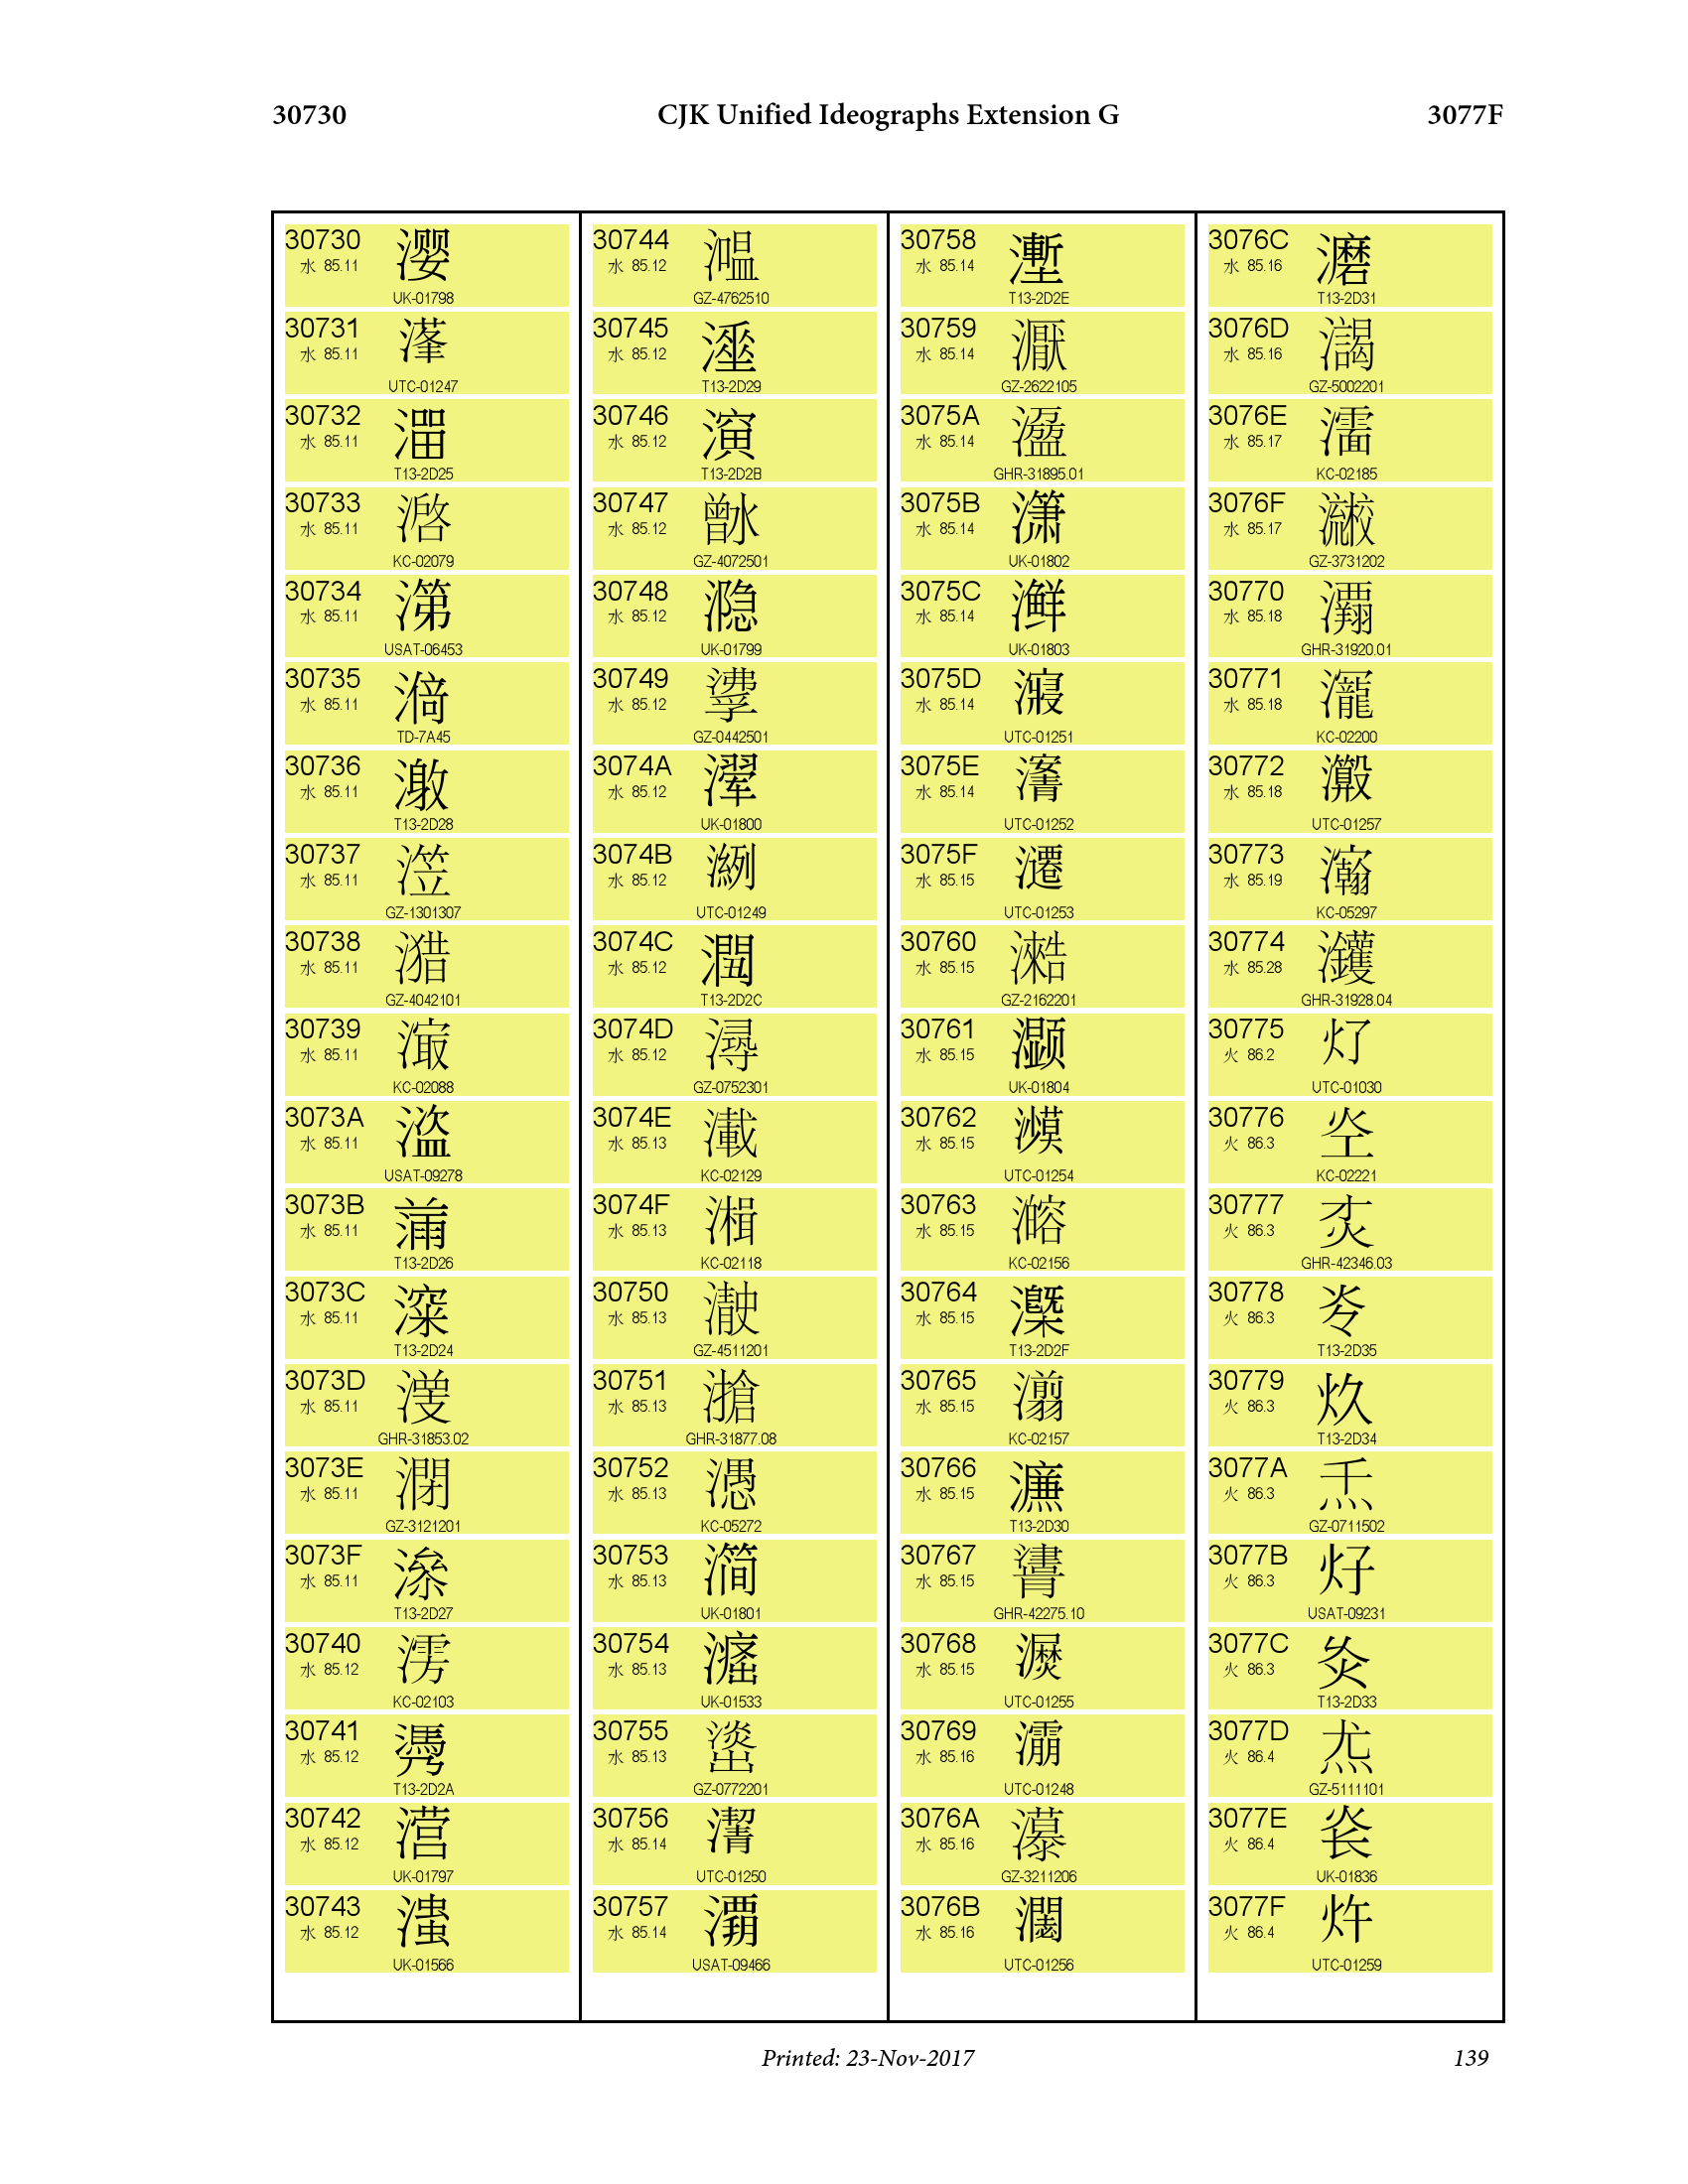 30730 CJK Unified Ideographs Extension G 3077F
30730
水 85.11
UK-01798
30731
水 85.11
UTC-01247
30732
水 85.11
T13-2D25
30733
水 85.11
KC-02079
30734
水 85.11
USAT-06453
30735
水 85.11
TD-7A45
30736
水 85.11
T13-2D28
30737
水 85.11
GZ-1301307
30738
水 85.11
GZ-4042101
30739
水 85.11
KC-02088
3073A
水 85.11
USAT-09278
3073B
水 85.11
T13-2D26
3073C
水 85.11
T13-2D24
3073D
水 85.11
GHR-31853.02
3073E
水 85.11
GZ-3121201
3073F
水 85.11
T13-2D27
30740
水 85.12
KC-02103
30741
水 85.12
T13-2D2A
30742
水 85.12
UK-01797
30743
水 85.12
UK-01566
30744
水 85.12
GZ-4762510
30745
水 85.12
T13-2D29
30746
水 85.12
T13-2D2B
30747
水 85.12
GZ-4072501
30748
水 85.12
UK-01799
30749
水 85.12
GZ-0442501
3074A
水 85.12
UK-01800
3074B
水 85.12
UTC-01249
3074C
水 85.12
T13-2D2C
3074D
水 85.12
GZ-0752301
3074E
水 85.13
KC-02129
3074F
水 85.13
KC-02118
30750
水 85.13
GZ-4511201
30751
水 85.13
GHR-31877.08
30752
水 85.13
KC-05272
30753
水 85.13
UK-01801
30754
水 85.13
UK-01533
30755
水 85.13
GZ-0772201
30756
水 85.14
UTC-01250
30757
水 85.14
USAT-09466
30758
水 85.14
T13-2D2E
30759
水 85.14
GZ-2622105
3075A
水 85.14
GHR-31895.01
3075B
水 85.14
UK-01802
3075C
水 85.14
UK-01803
3075D
水 85.14
UTC-01251
3075E
水 85.14
UTC-01252
3075F
水 85.15
UTC-01253
30760
水 85.15
GZ-2162201
30761
水 85.15
UK-01804
30762
水 85.15
UTC-01254
30763
水 85.15
KC-02156
30764
水 85.15
T13-2D2F
30765
水 85.15
KC-02157
30766
水 85.15
T13-2D30
30767
水 85.15
GHR-42275.10
30768
水 85.15
UTC-01255
30769
水 85.16
UTC-01248
3076A
水 85.16
GZ-3211206
3076B
水 85.16
UTC-01256
3076C
水 85.16
T13-2D31
3076D
水 85.16
GZ-5002201
3076E
水 85.17
KC-02185
3076F
水 85.17
GZ-3731202
30770
水 85.18
GHR-31920.01
30771
水 85.18
KC-02200
30772
水 85.18
UTC-01257
30773
水 85.19
KC-05297
30774
水 85.28
GHR-31928.04
30775
火 86.2
UTC-01030
30776
火 86.3
KC-02221
30777
火 86.3
GHR-42346.03
30778
火 86.3
T13-2D35
30779
火 86.3
T13-2D34
3077A
火 86.3
GZ-0711502
3077B
火 86.3
USAT-09231
3077C
火 86.3
T13-2D33
3077D
火 86.4
GZ-5111101
3077E
火 86.4
UK-01836
3077F
火 86.4
UTC-01259
Printed: 23-Nov-2017 139